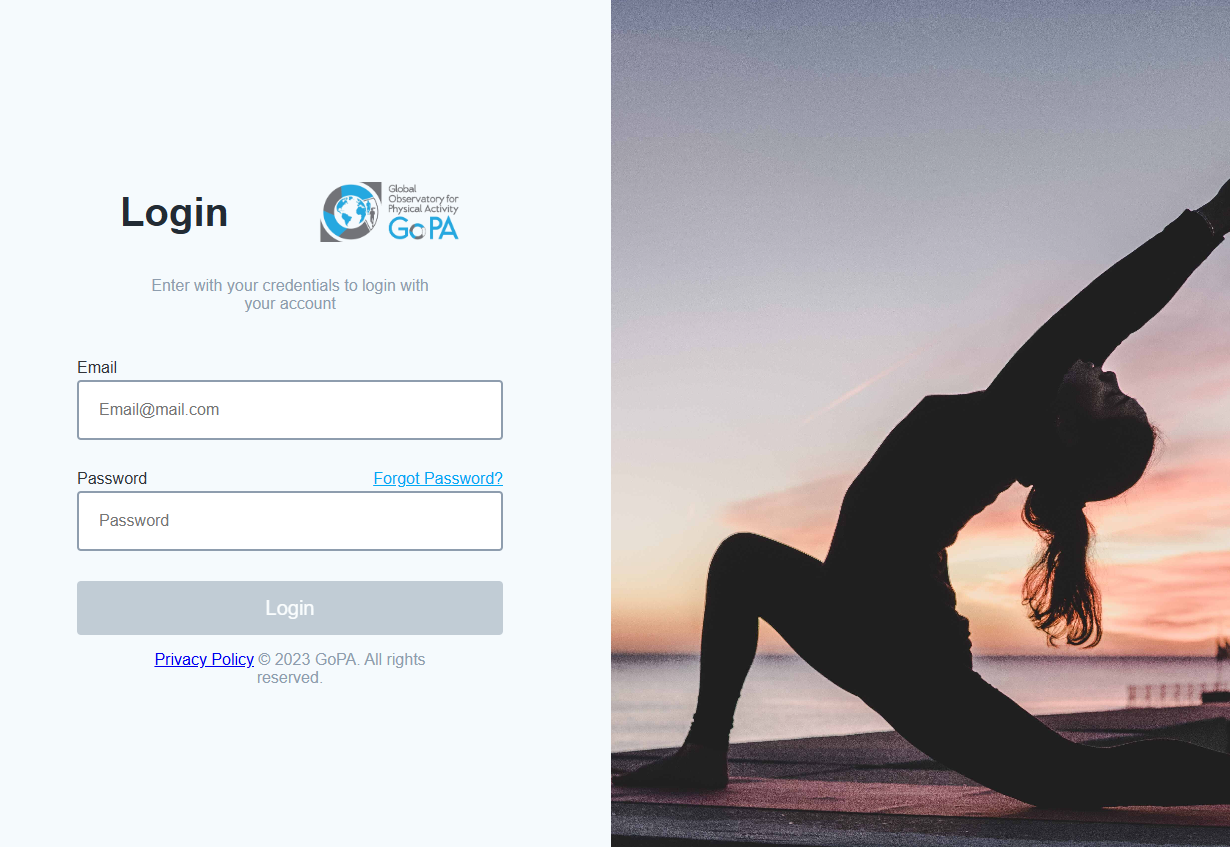 Login
Global
Observatory for
Physical Activity
GoPA
Enter with your credentials to login with
your account
Email
Email@mail.com
Password
Forgot Password?
Password
Login
Privacy Policy © 2023 GoPA. All rights
reserved.